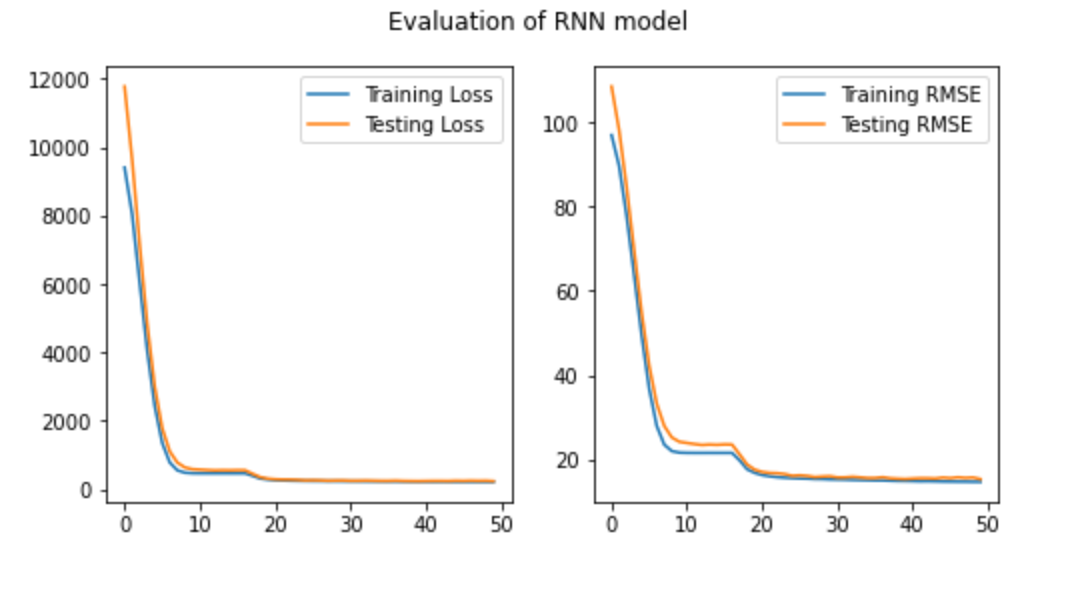 Evaluation of RNN model
12000
10000
8000
6000
4000
2000
0
0 10 20 30 40 50
Training Loss
Testing Loss
100
80
60
40
20
0 10 20 30 40 50
Training RMSE
Testing RMSE